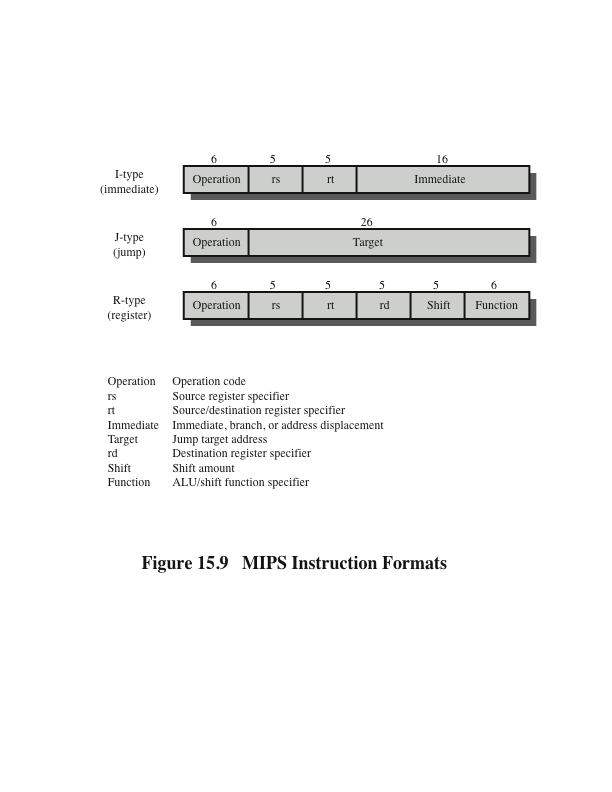 6 5 5 16
I-type
(immediate)
Operation rs rt Immediate
6 26
J-type
(jump)
Operation Target
6 5 5 5 5 6
R-type
(register)
Operation rs rt rd Shift Function
Operation Operation code
rs Source register specifier
rt Source/destination register specifier
Immediate Immediate, branch, or address displacement
Target Jump target address
rd Destination register specifier
Shift Shift amount
Function ALU/shift function specifier
Figure 15.9 MIPS Instruction Formats